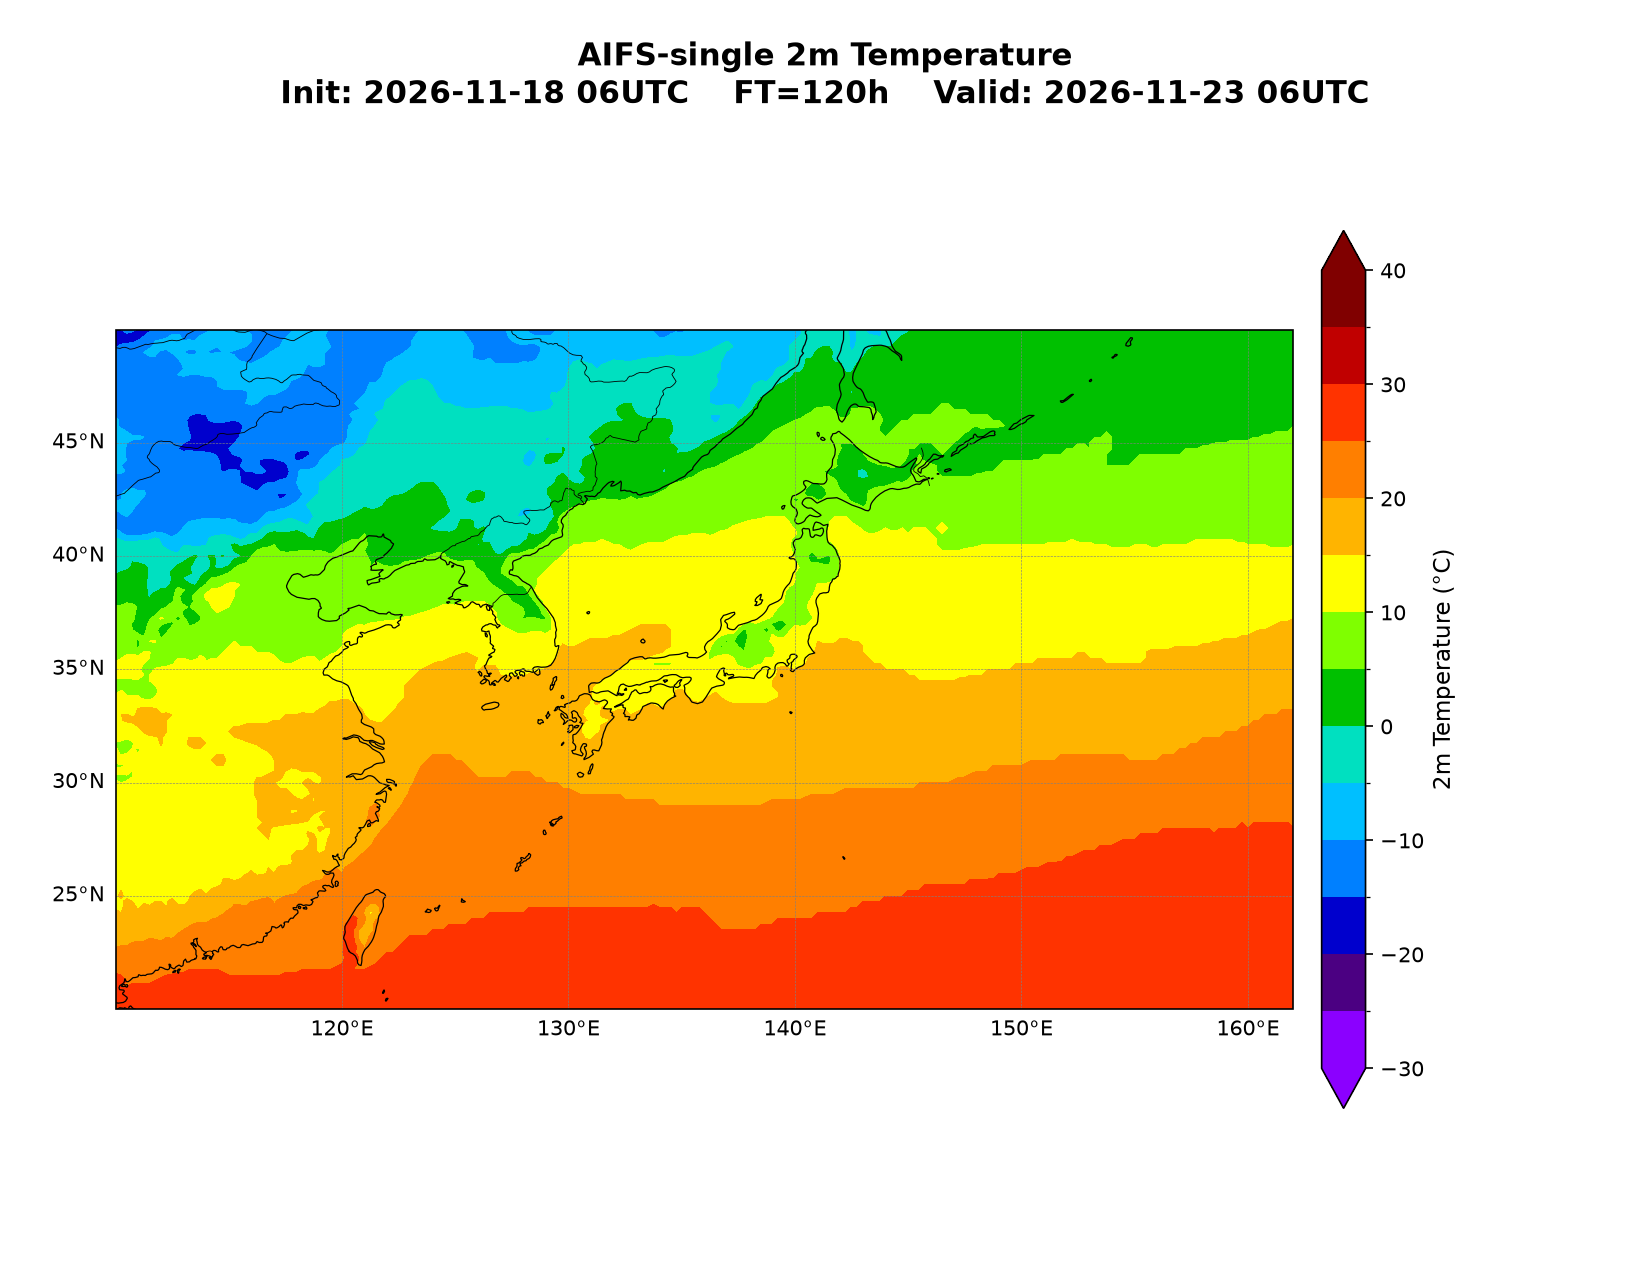 AIFS-single 2m Temperature
Init: 2026-11-18 06UTC    FT=120h    Valid: 2026-11-23 06UTC
45°N
40°N
35°N
30°N
25°N
120°E
130°E
140°E
150°E
160°E
40
30
20
10
0
−10
−20
−30
2m Temperature (°C)